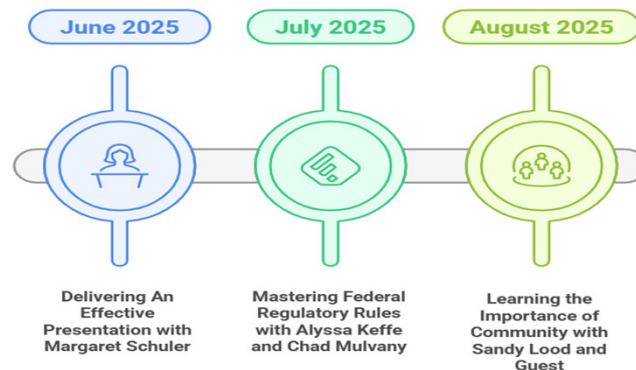 June 2025
July 2025
August 2025
Delivering An
Effective
Presentation with
Margaret Schuler
Mastering Federal
Regulatory Rules
with Alyssa Keffe
and Chad Mulvany
Learning the
Importance of
Community with
Sandy Lood and
Guest